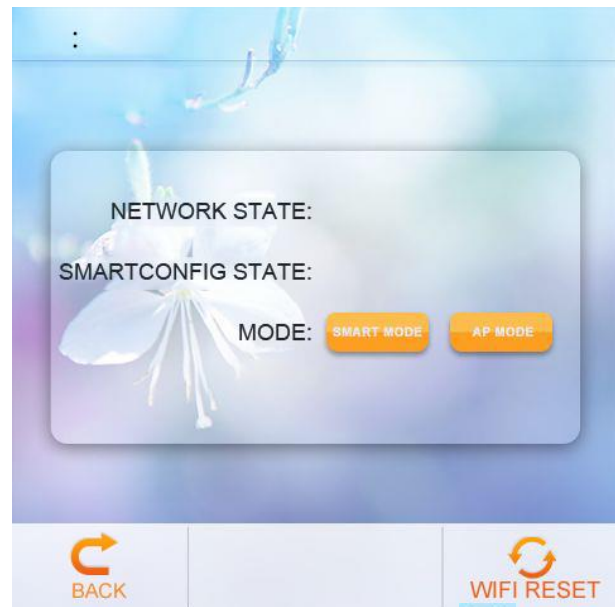 :
NETWORK STATE:
SMARTCONFIG STATE:
MODE: SMART MODE AP MODE
BACK WIFI RESET